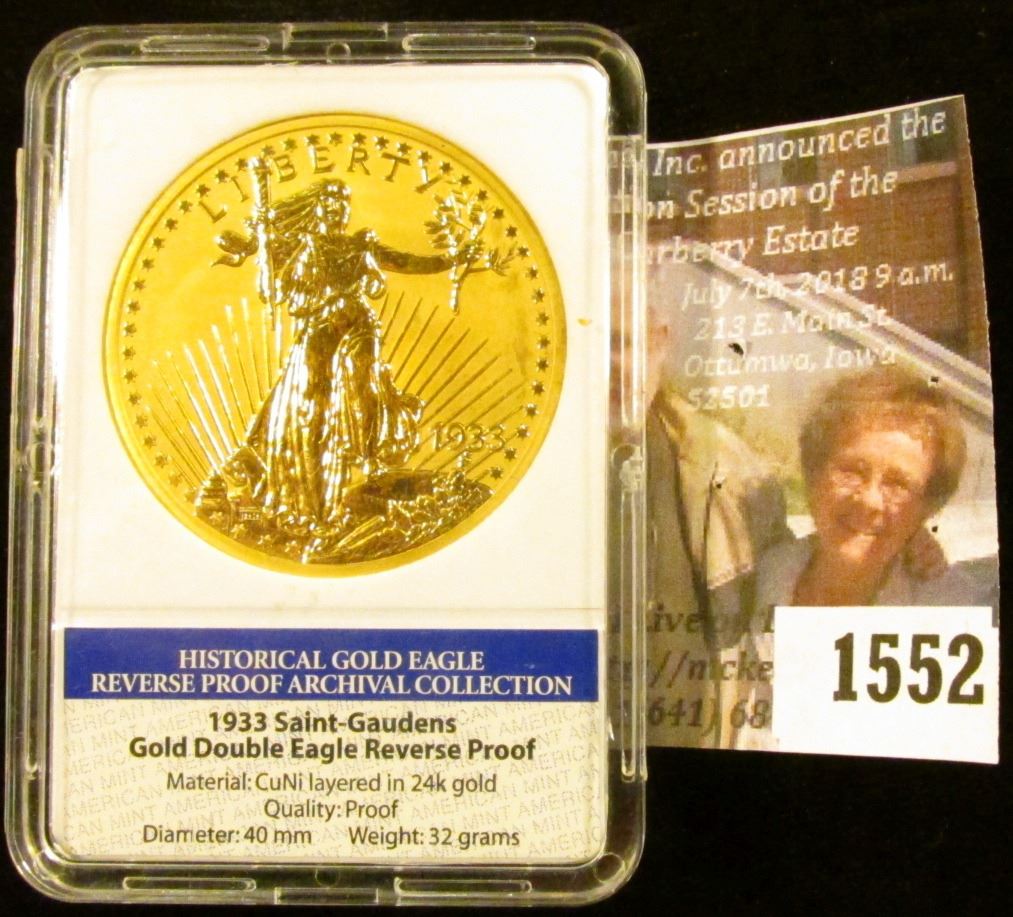 LIBERTY
1933
HISTORICAL GOLD EAGLE
REVERSE PROOF ARCHIVAL COLLECTION
1933 Saint-Gaudens
Gold Double Eagle Reverse Proof
Material: CuNi layered in 24k gold
Quality: Proof
Diameter: 40 mm Weight: 32 grams
Inc. announced the
on Session of the
Estate
July 7th, 2018 9 a.m.
213 E. Main St.
Ottumwa, Iowa
52501
(641) 68
1552